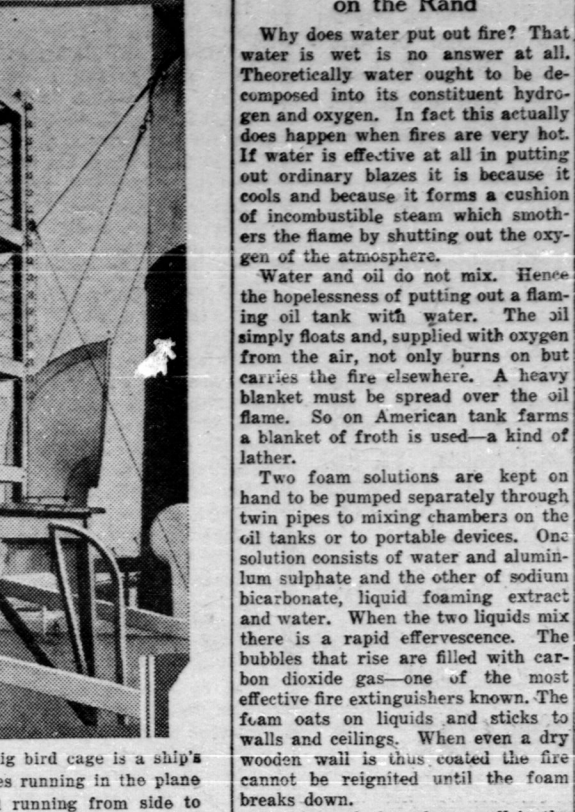 on the Rand
Why does water put out fire? That
water is wet is no answer at all.
Theoretically water ought to be de-
composed into its constituent hydro-
gen and oxygen. In fact this actually
does happen when fires are very hot.
If water is effective at all in putting
out ordinary blazes it is because it
cools and because it forms a cushion
of incombustible steam which smoth-
ers the flame by shutting out the oxy-
gen of the atmosphere.
Water and oil do not mix. Hence
the hopelessness of putting out a flam-
ing oil tank with water. The oil
simply floats and, supplied with oxygen
from the air, not only burns on but
carries the fire elsewhere. A heavy
blanket must be spread over the oil
flame. So on American tank farms
a blanket of froth is used—a kind of
lather.
Two foam solutions are kept on
hand to be pumped separately through
twin pipes to mixing chambers on the
oil tanks or to portable devices. One
solution consists of water and alumin-
lum sulphate and the other of sodium
bicarbonate, liquid foaming extract
and water. When the two liquids mix
there is a rapid effervescence. The
bubbles that rise are filled with car-
bon dioxide gas—one of the most
effective fire extinguishers known. The
foam oats on liquids and sticks to
walls and ceilings. When even a dry
wooden wall is thus coated the fire
cannot be reignited until the foam
breaks down.
ig bird cage is a ship's
es running in the plane
running from side to